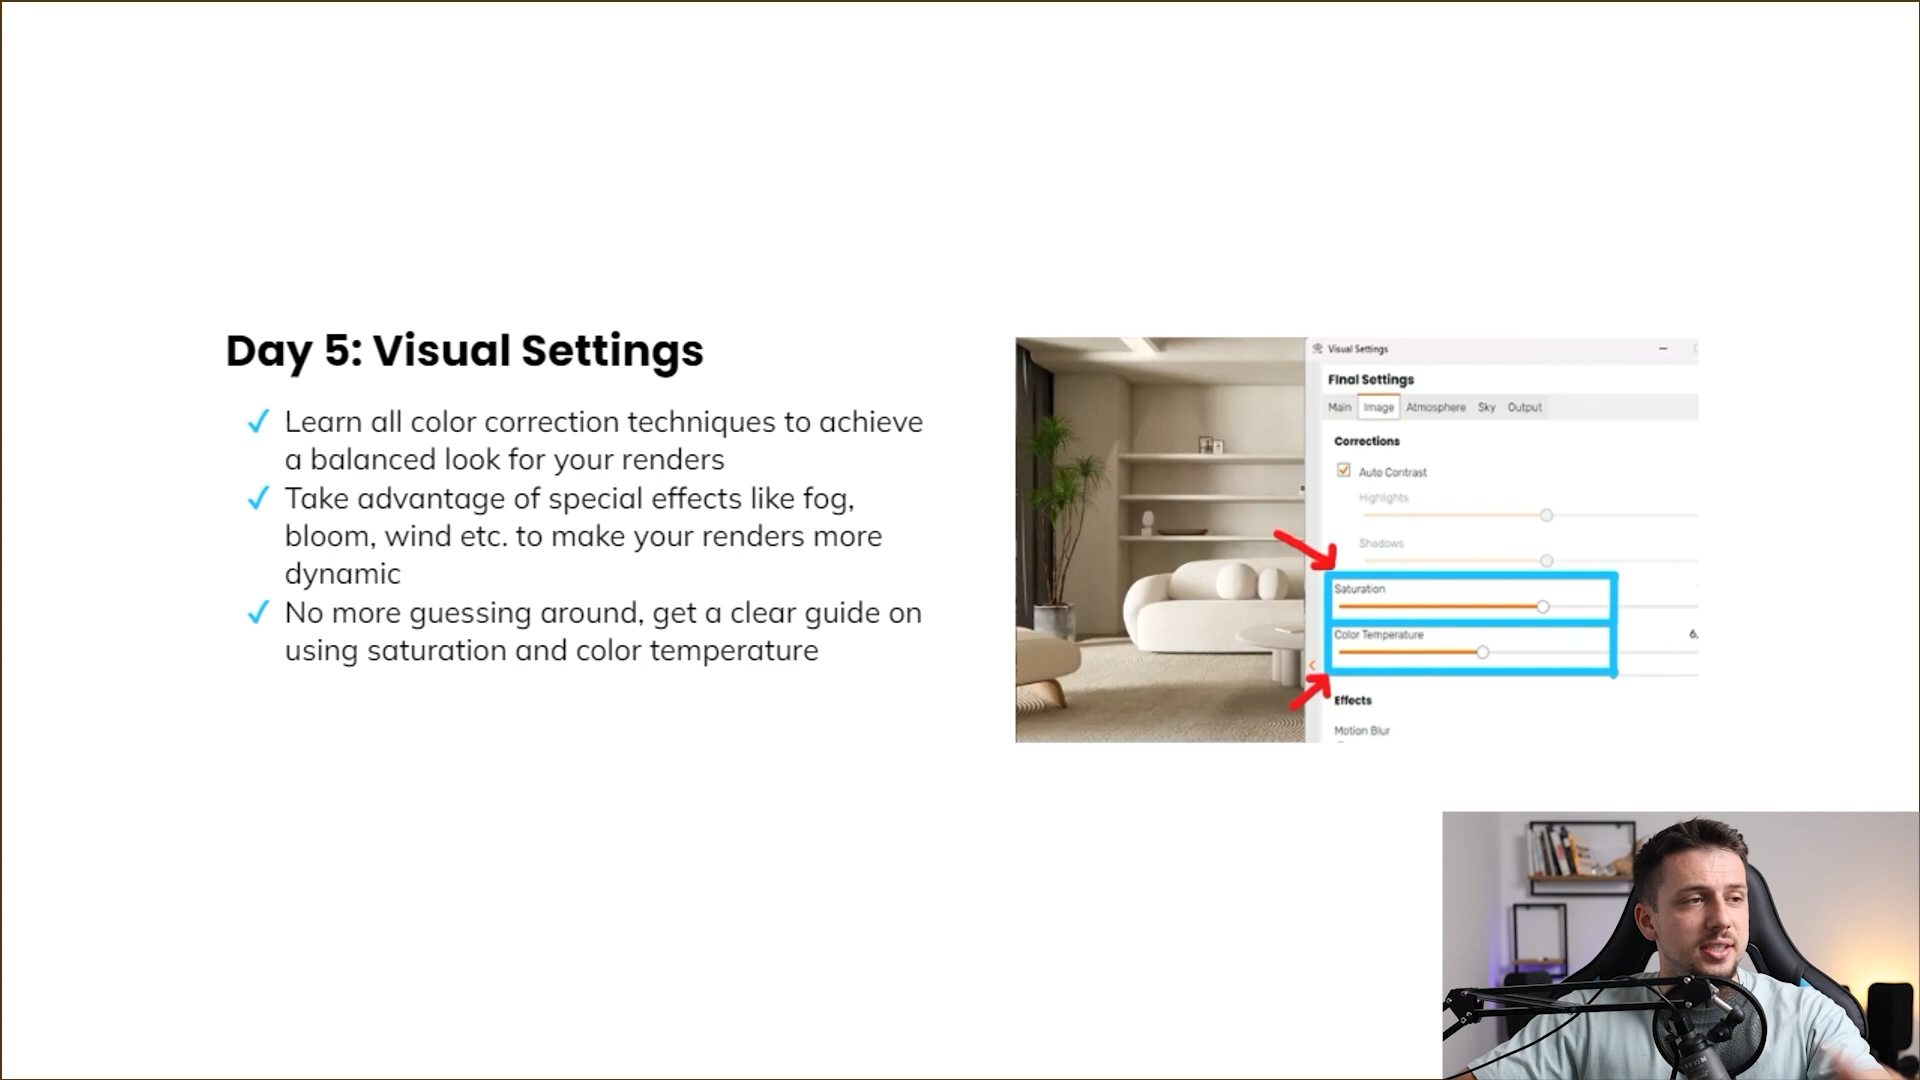 Day 5: Visual Settings
Learn all color correction techniques to achieve
a balanced look for your renders
Take advantage of special effects like fog,
bloom, wind etc. to make your renders more
dynamic
No more guessing around, get a clear guide on
using saturation and color temperature
Visual Settings
FInal Settings
Main Image Atmosphere Sky Output
Corrections
Auto Contrast
Highlights
Shadows
Saturation
Color Temperature
6,
Effects
Motion Blur